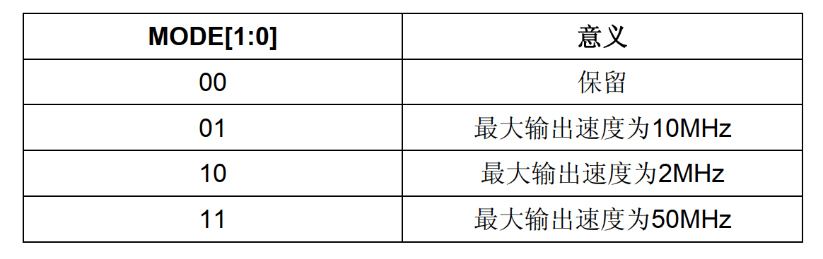 MODE[1:0] 意义
00 保留
01 最大输出速度为10MHz
10 最大输出速度为2MHz
11 最大输出速度为50MHz